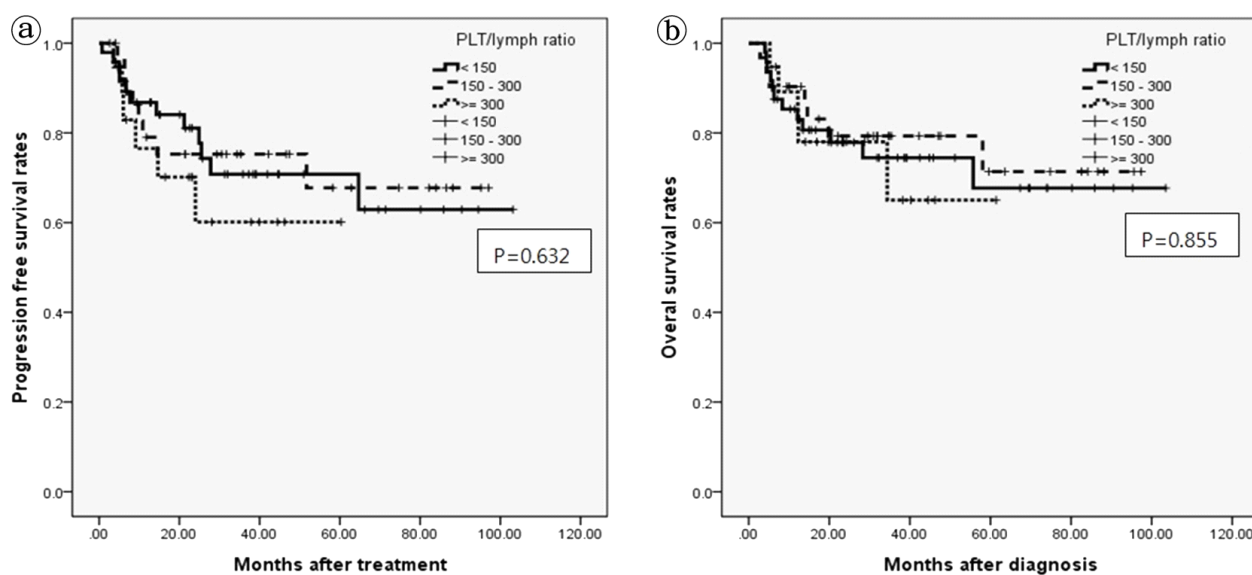 a
PLT/lymph ratio
< 150
150 - 300
>= 300
< 150
150 - 300
>= 300
P=0.632
Progression free survival rates
1.0
0.8
0.6
0.4
0.2
0.0
.00 20.00 40.00 60.00 80.00 100.00 120.00
Months after treatment
b
PLT/lymph ratio
< 150
150 - 300
>= 300
< 150
150 - 300
>= 300
P=0.855
Overal survival rates
1.0
0.8
0.6
0.4
0.2
0.0
.00 20.00 40.00 60.00 80.00 100.00 120.00
Months after diagnosis